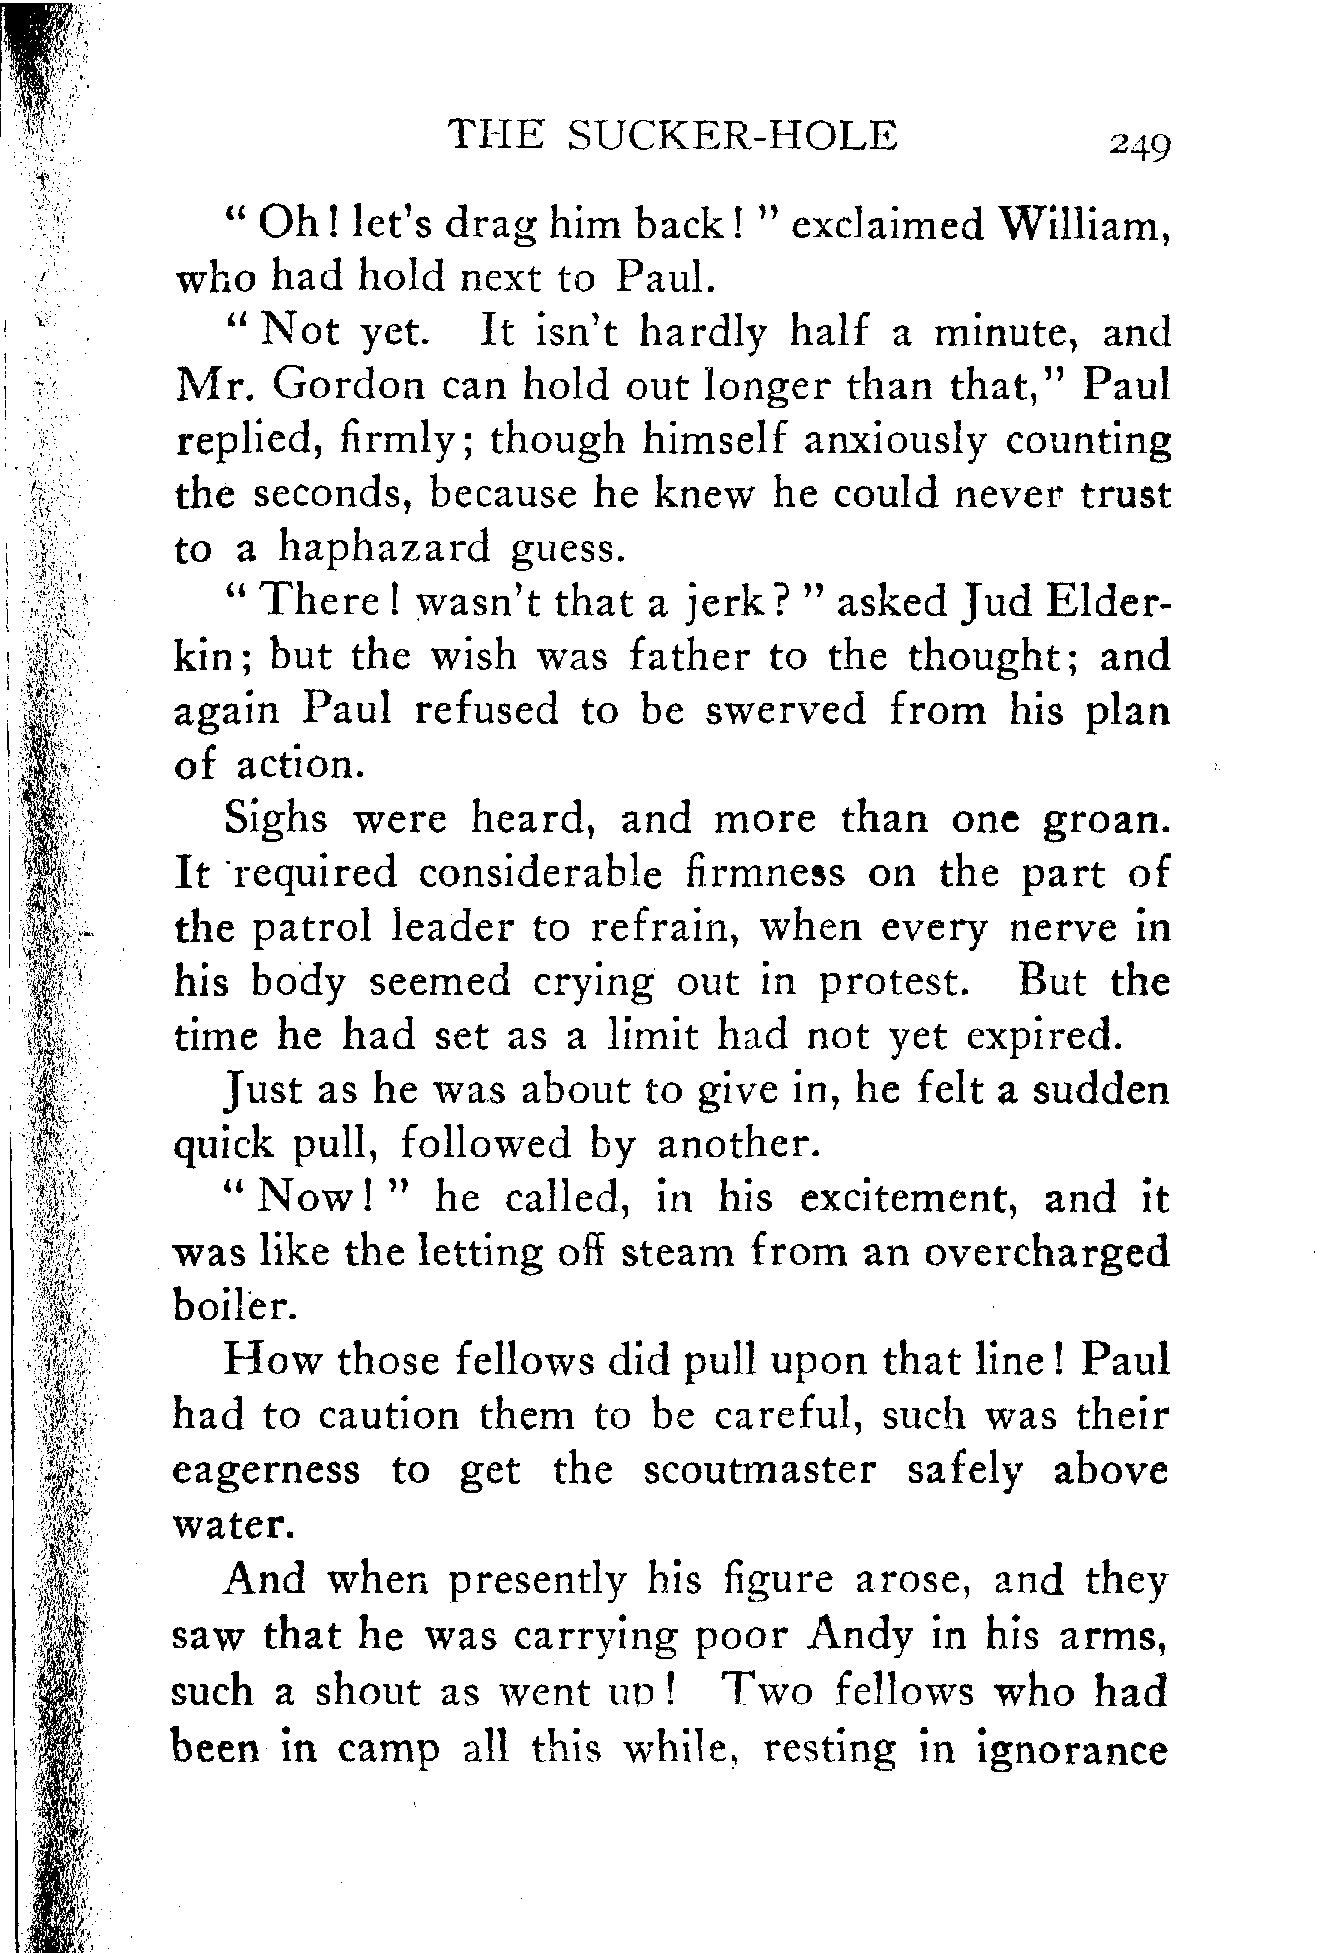 THE SUCKER-HOLE 249
" Oh! let's drag him back! " exclaimed William,
who had hold next to Paul.
" Not yet. It isn't hardly half a minute, and
Mr. Gordon can hold out longer than that," Paul
replied, firmly; though himself anxiously counting
the seconds, because he knew he could never trust
to a haphazard guess.
" There! wasn't that a jerk? " asked Jud Elder-
kin; but the wish was father to the thought; and
again Paul refused to be swerved from his plan
of action.
Sighs were heard, and more than one groan.
It required considerable firmness on the part of
the patrol leader to refrain, when every nerve in
his body seemed crying out in protest. But the
time he had set as a limit had not yet expired.
Just as he was about to give in, he felt a sudden
quick pull, followed by another.
" Now! " he called, in his excitement, and it
was like the letting off steam from an overcharged
boiler.
How those fellows did pull upon that line! Paul
had to caution them to be careful, such was their
eagerness to get the scoutmaster safely above
water.
And when presently his figure arose, and they
saw that he was carrying poor Andy in his arms,
such a shout as went up! Two fellows who had
been in camp all this while, resting in ignorance